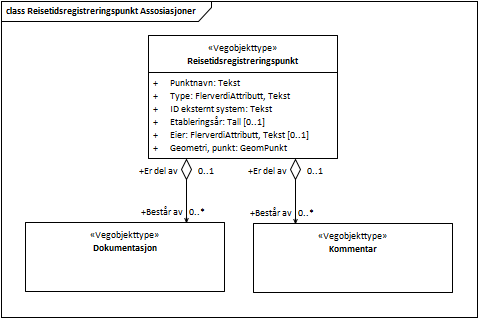 class Reisetidsregistreringspunkt Assosiasjoner
«Vegobjekttype»
Reisetidsregistreringspunkt
+ Punktnavn: Tekst
+ Type: FlerverdiAttributt, Tekst
+ ID eksternt system: Tekst
+ Etableringsår: Tall [0..1]
+ Eier: FlerverdiAttributt, Tekst [0..1]
+ Geometri, punkt: GeomPunkt
+Er del av 0..1 +Er del av 0..1
+Består av 0..* +Består av 0..*
«Vegobjekttype»
Dokumentasjon
«Vegobjekttype»
Kommentar